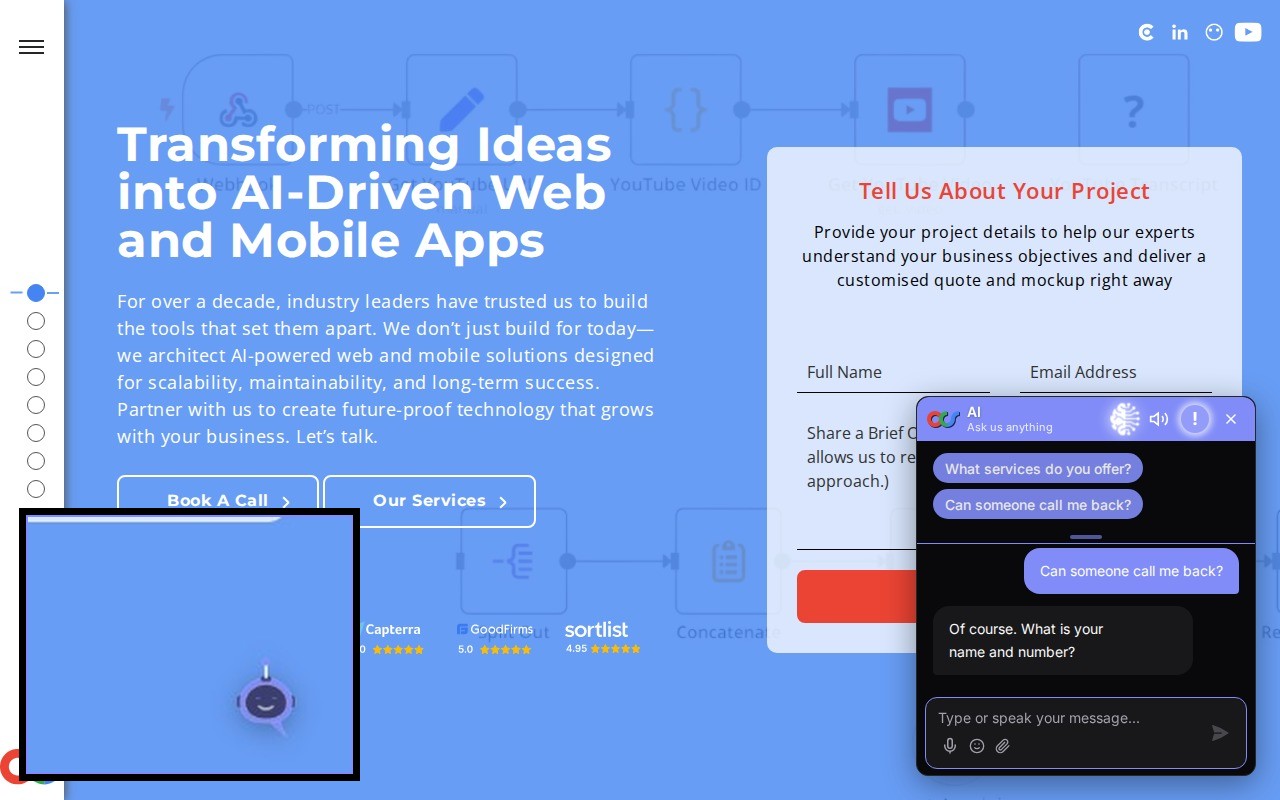 Transforming Ideas
into AI-Driven Web
and Mobile Apps
For over a decade, industry leaders have trusted us to build
the tools that set them apart. We don't just build for today—
we architect AI-powered web and mobile solutions designed
for scalability, maintainability, and long-term success.
Partner with us to create future-proof technology that grows
with your business. Let's talk.
Book A Call
Our Services
POST
YouTube Video ID
?
Split Out
Concatenate
Capterra
GoodFirms
sortlist
5.0
4.95
Tell Us About Your Project
Provide your project details to help our experts
understand your business objectives and deliver a
customised quote and mockup right away
Full Name
Email Address
Share a Brief
allows us to
approach.)
AI
Ask us anything
What services do you offer?
Can someone call me back?
Can someone call me back?
Of course. What is your
name and number?
Type or speak your message...